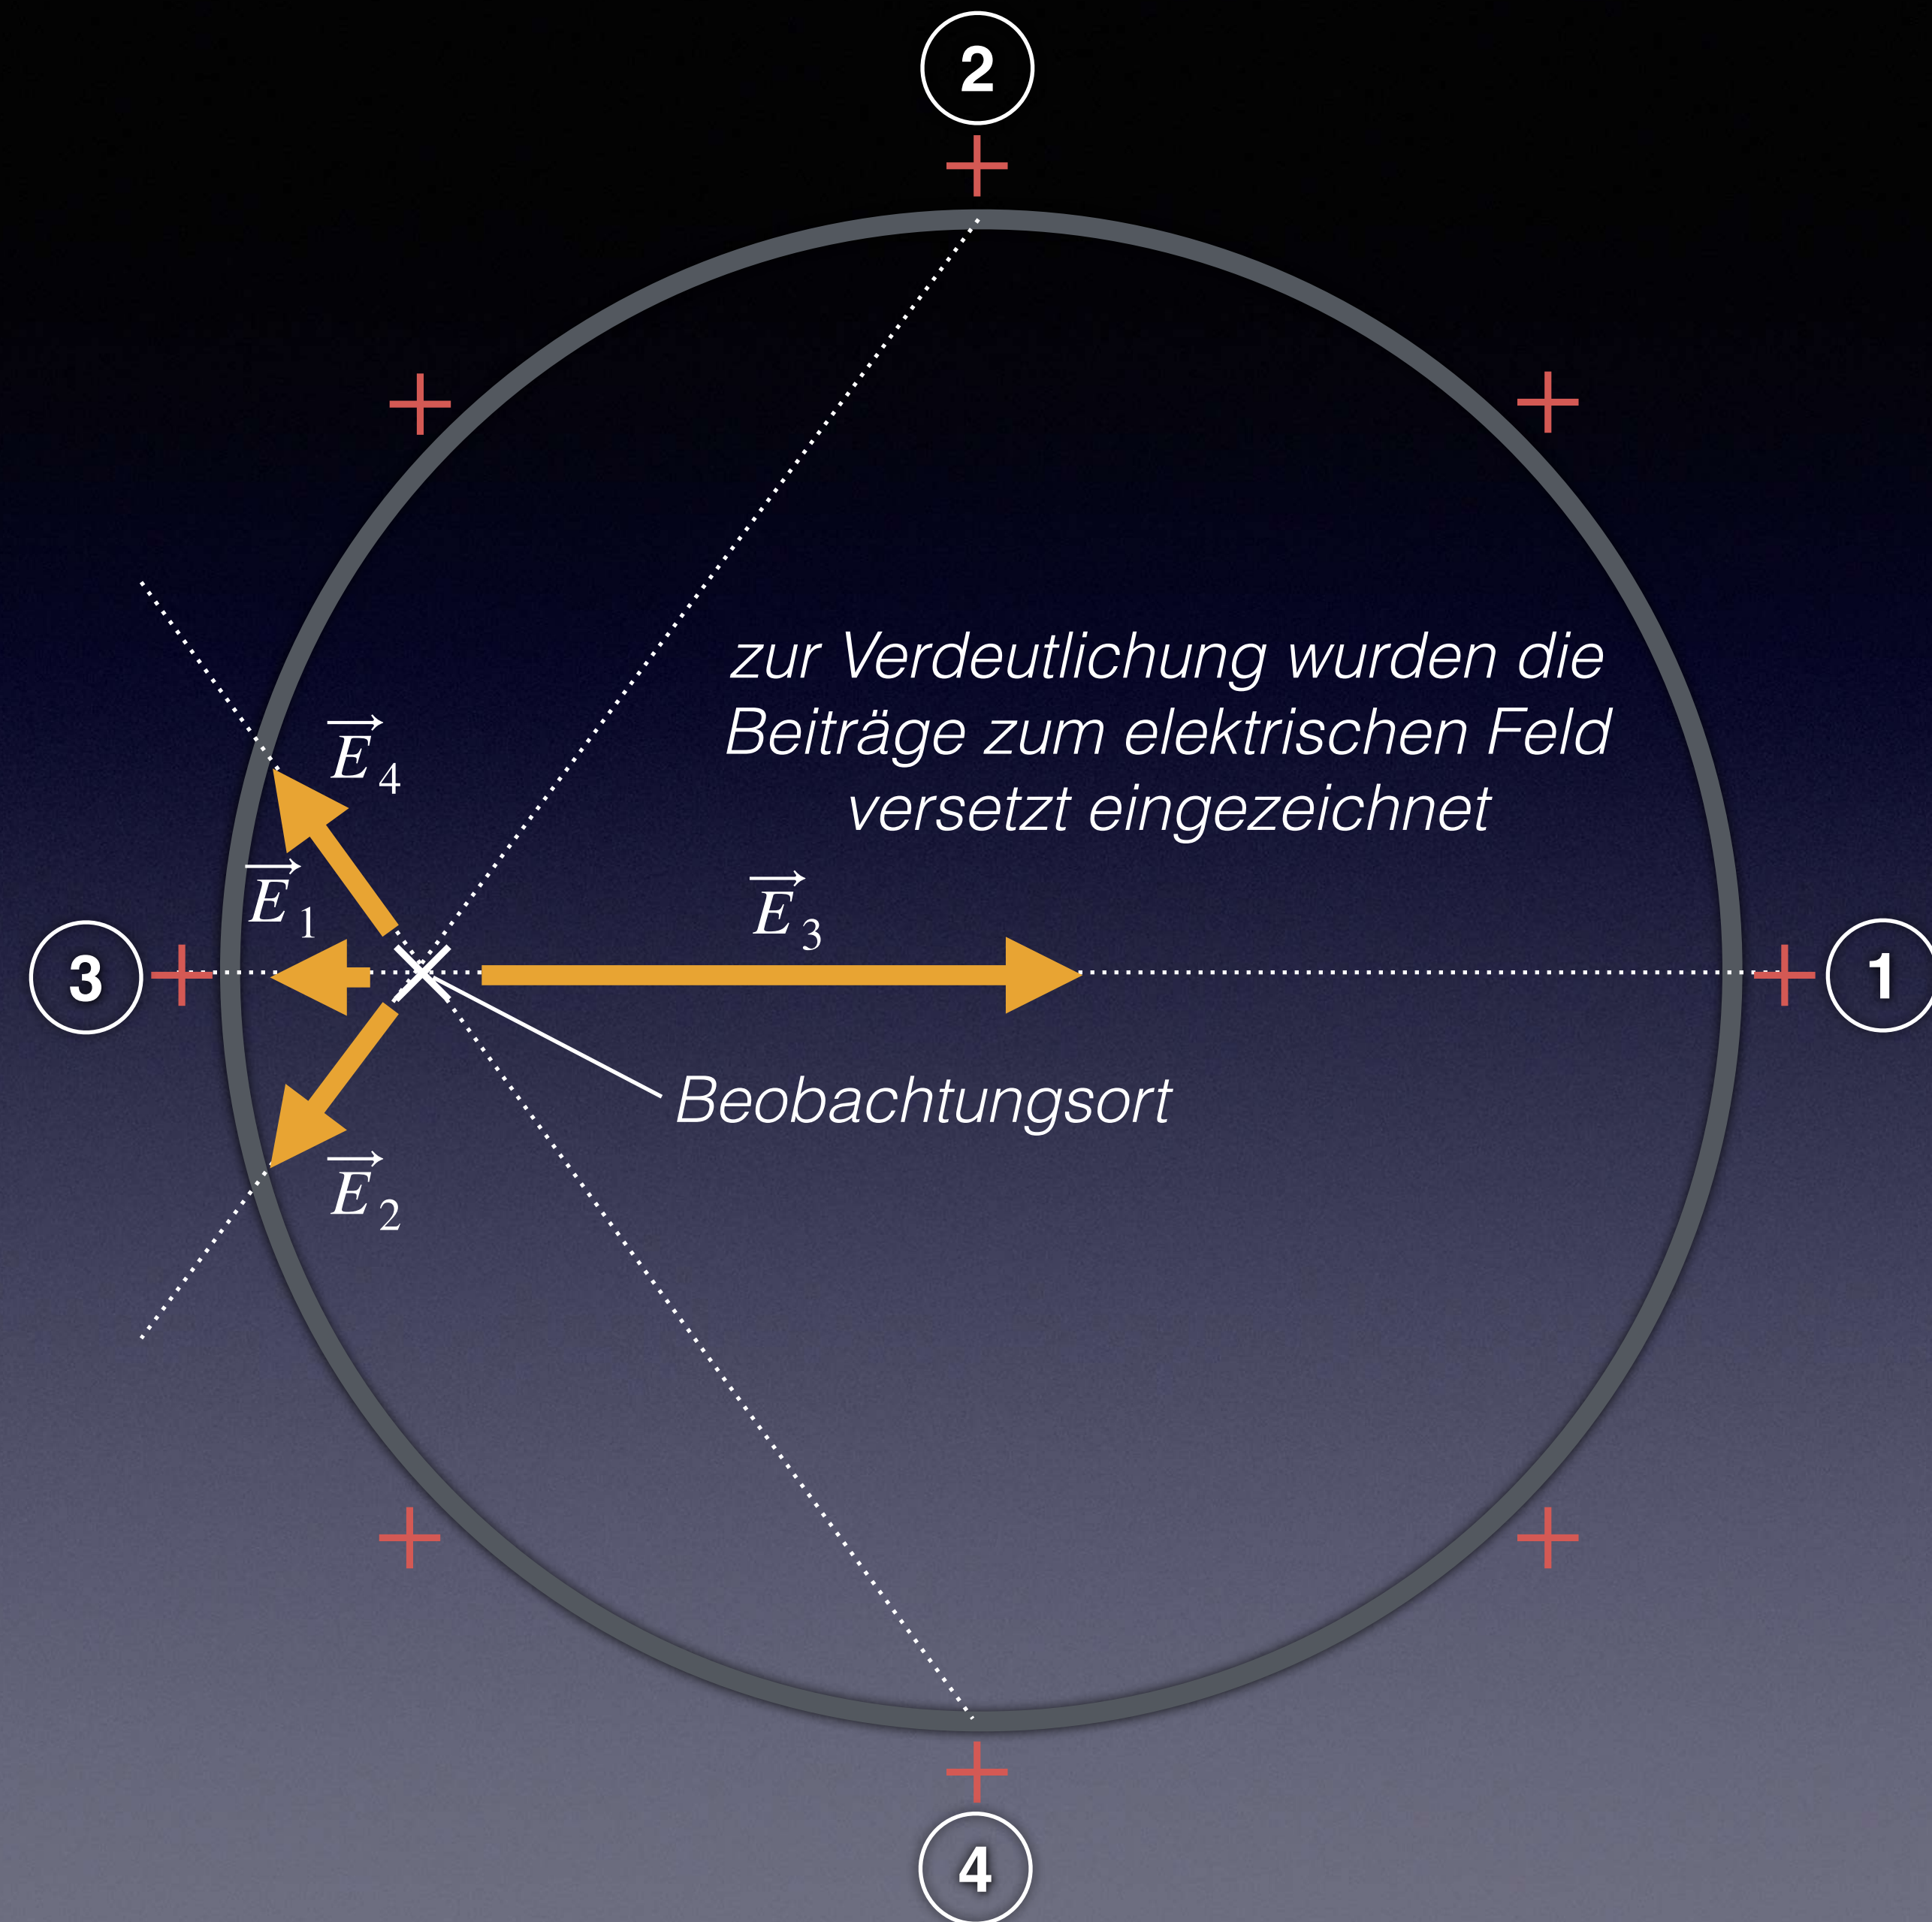 2
zur Verdeutlichung wurden die
Beiträge zum elektrischen Feld
versetzt eingezeichnet
E₄
E₁
E₃
3
1
Beobachtungsort
E₂
4